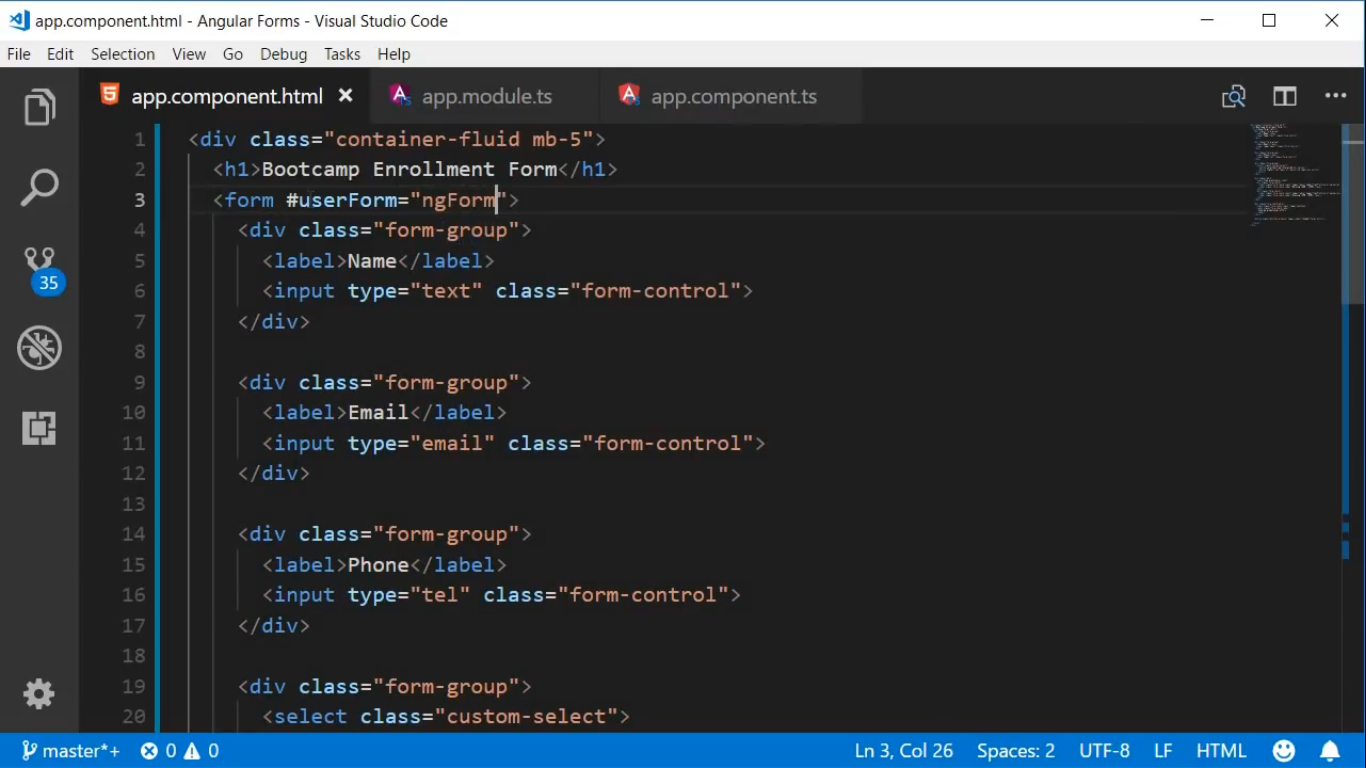 app.component.html - Angular Forms - Visual Studio Code
File Edit Selection View Go Debug Tasks Help
app.component.html app.module.ts app.component.ts
1 <div class="container-fluid mb-5">
2 <h1>Bootcamp Enrollment Form</h1>
3 <form #userForm="ngForm">
4 <div class="form-group">
5 <label>Name</label>
6 <input type="text" class="form-control">
7 </div>
8
9 <div class="form-group">
10 <label>Email</label>
11 <input type="email" class="form-control">
12 </div>
13
14 <div class="form-group">
15 <label>Phone</label>
16 <input type="tel" class="form-control">
17 </div>
18
19 <div class="form-group">
20 <select class="custom-select">
35
master*+ 0 0 Ln 3, Col 26 Spaces: 2 UTF-8 LF HTML